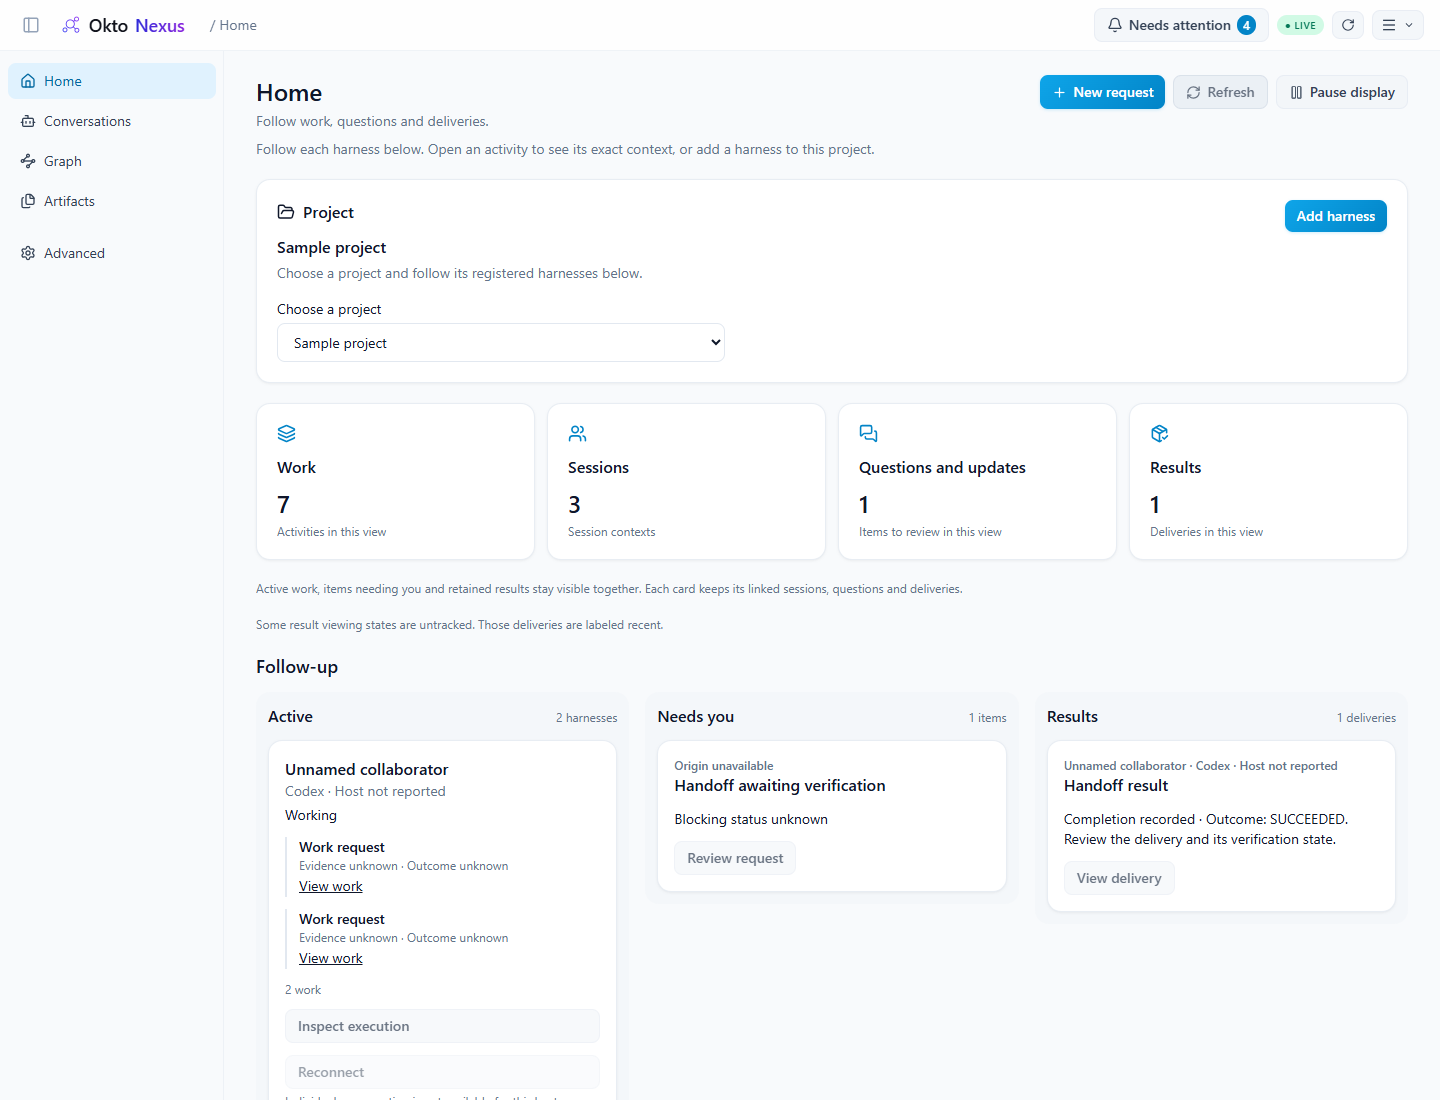 Okto Nexus
/ Home
Needs attention 4
LIVE
Home
Conversations
Graph
Artifacts
Advanced
Home
Follow work, questions and deliveries.
New request
Refresh
Pause display
Follow each harness below. Open an activity to see its exact context, or add a harness to this project.
Project
Add harness
Sample project
Choose a project and follow its registered harnesses below.
Choose a project
Sample project
Work
7
Activities in this view
Sessions
3
Session contexts
Questions and updates
1
Items to review in this view
Results
1
Deliveries in this view
Active work, items needing you and retained results stay visible together. Each card keeps its linked sessions, questions and deliveries.
Some result viewing states are untracked. Those deliveries are labeled recent.
Follow-up
Active
2 harnesses
Unnamed collaborator
Codex · Host not reported
Working
Work request
Evidence unknown · Outcome unknown
View work
Work request
Evidence unknown · Outcome unknown
View work
2 work
Inspect execution
Reconnect
Needs you
1 items
Origin unavailable
Handoff awaiting verification
Blocking status unknown
Review request
Results
1 deliveries
Unnamed collaborator · Codex · Host not reported
Handoff result
Completion recorded · Outcome: SUCCEEDED.
Review the delivery and its verification state.
View delivery